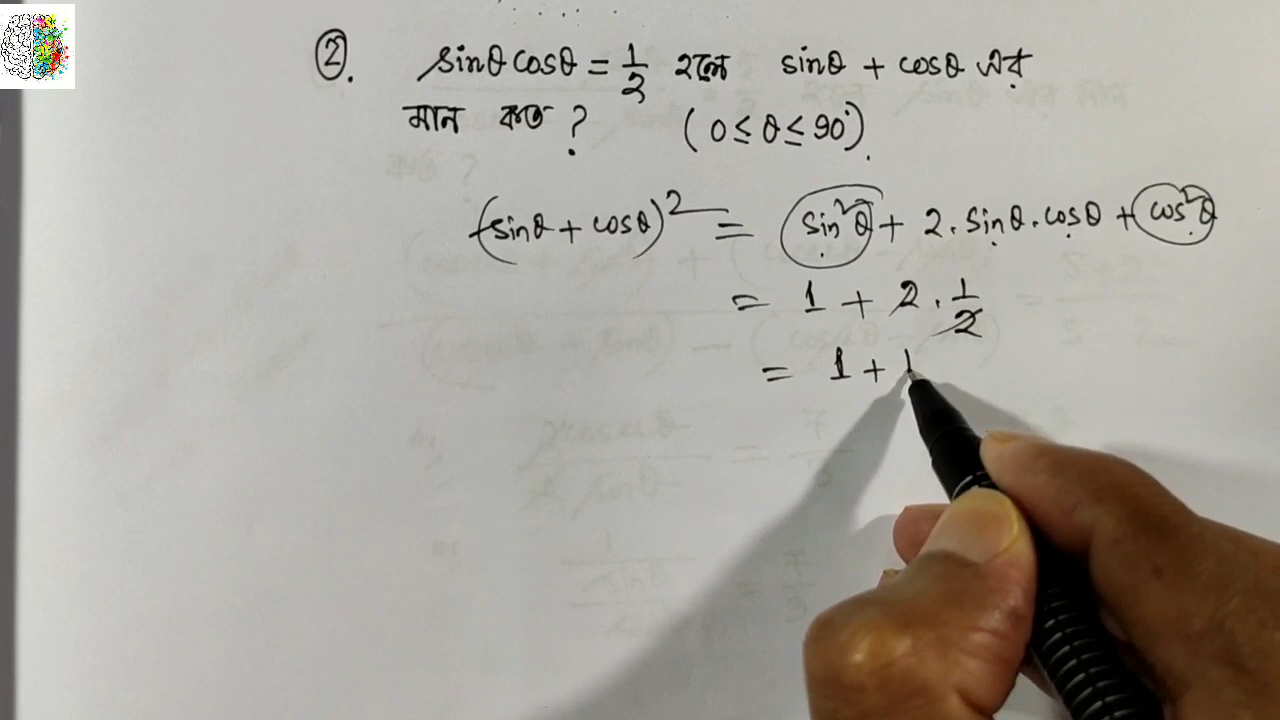 2. sinθ cosθ = 1/2 হলে sinθ + cosθ এর
মান কত ? (0 ≤ θ ≤ 90°).
(sinθ + cosθ)² = sin²θ + 2. sinθ. cosθ + cos²θ
= 1 + 2 . 1/2
= 1 + 1